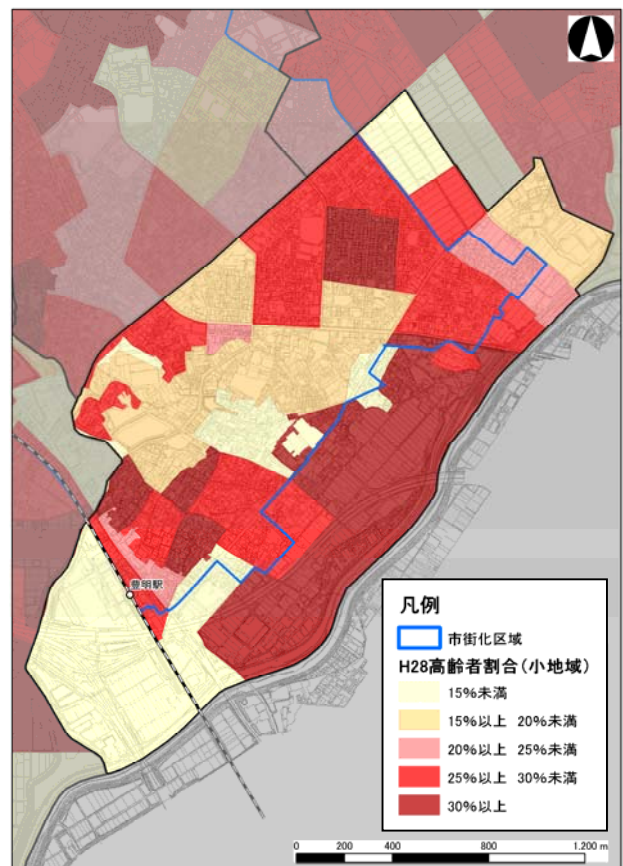 豊明駅
凡例
市街化区域
H28高齢者割合(小地域)
15%未満
15%以上 20%未満
20%以上 25%未満
25%以上 30%未満
30%以上
0 200 400 800 1,200 m